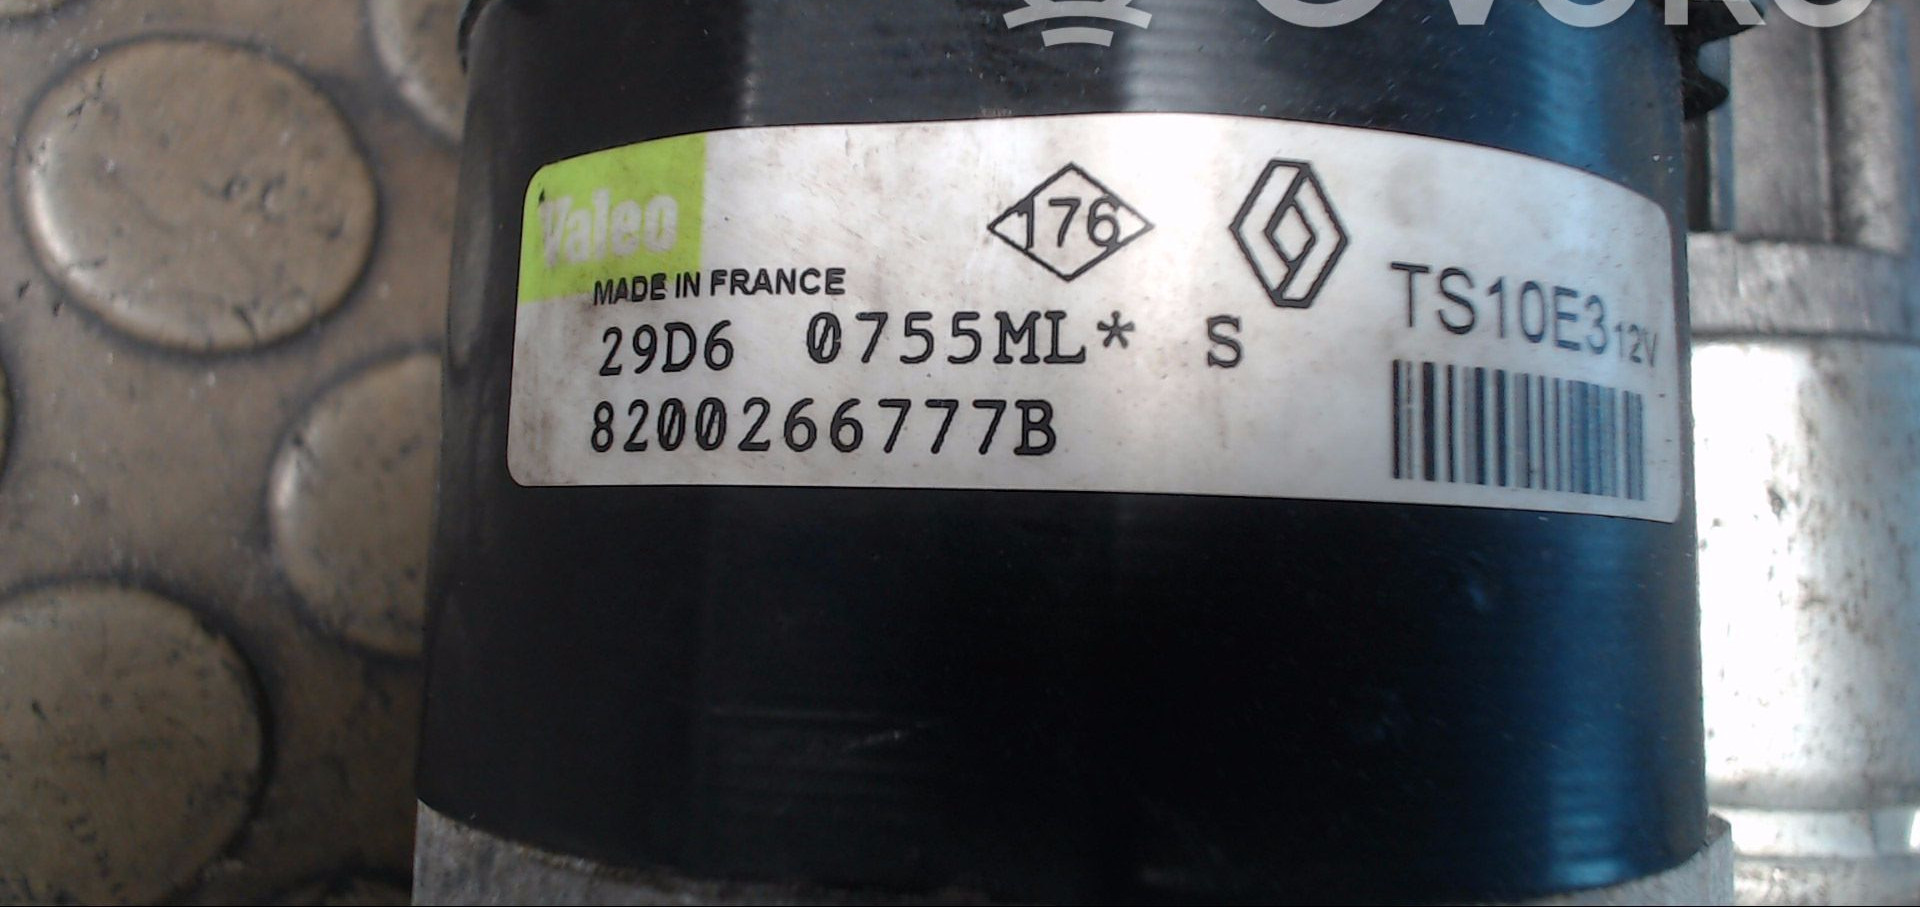 Valeo
176
MADE IN FRANCE
TS10E3 12V
29D6 0755ML* S
8200266777B